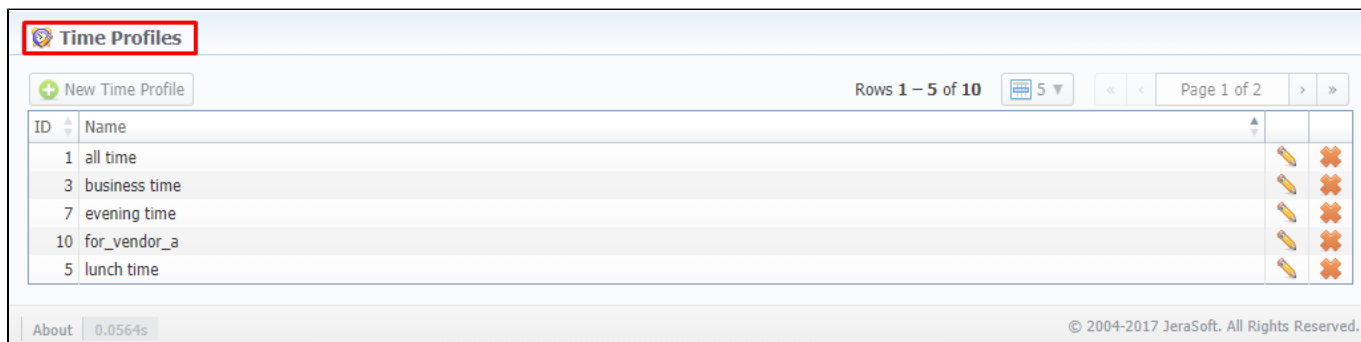 Time Profiles
New Time Profile Rows 1 – 5 of 10 5 ▼ « < Page 1 of 2 > »
ID Name
1 all time
3 business time
7 evening time
10 for_vendor_a
5 lunch time
About 0.0564s © 2004-2017 JeraSoft. All Rights Reserved.